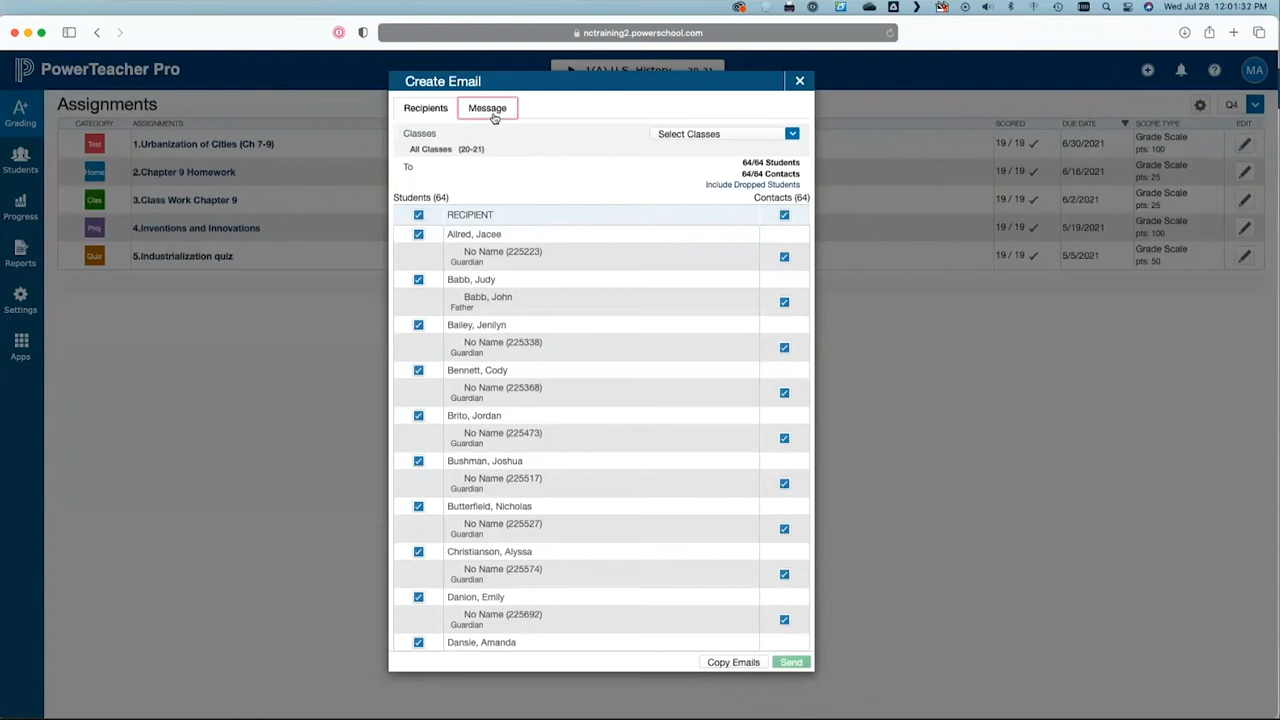 Wed Jul 28 12:01:32 PM
nctraining2.powerschool.com
PowerTeacher Pro
1(A) U.S. History 20-21
MA
Grading
Students
Progress
Reports
Settings
Apps
Assignments
Q4
CATEGORY ASSIGNMENTS SCORED DUE DATE SCORE TYPE EDIT
Test 1.Urbanization of Cities (Ch 7-9) 19 / 19 6/30/2021 Grade Scale
pts: 100
Home 2.Chapter 9 Homework 19 / 19 6/16/2021 Grade Scale
pts: 25
Clas 3.Class Work Chapter 9 19 / 19 6/2/2021 Grade Scale
pts: 25
Proj 4.Inventions and Innovations 19 / 19 5/19/2021 Grade Scale
pts: 100
Quiz 5.Industrialization quiz 19 / 19 5/5/2021 Grade Scale
pts: 50
Create Email
Recipients Message
Classes Select Classes
All Classes (20-21)
To 64/64 Students
64/64 Contacts
Include Dropped Students
Students (64) Contacts (64)
RECIPIENT
Allred, Jacee
No Name (225223)
Guardian
Babb, Judy
Babb, John
Father
Bailey, Jenilyn
No Name (225338)
Guardian
Bennett, Cody
No Name (225368)
Guardian
Brito, Jordan
No Name (225473)
Guardian
Bushman, Joshua
No Name (225517)
Guardian
Butterfield, Nicholas
No Name (225527)
Guardian
Christianson, Alyssa
No Name (225574)
Guardian
Danion, Emily
No Name (225692)
Guardian
Dansie, Amanda
Copy Emails Send